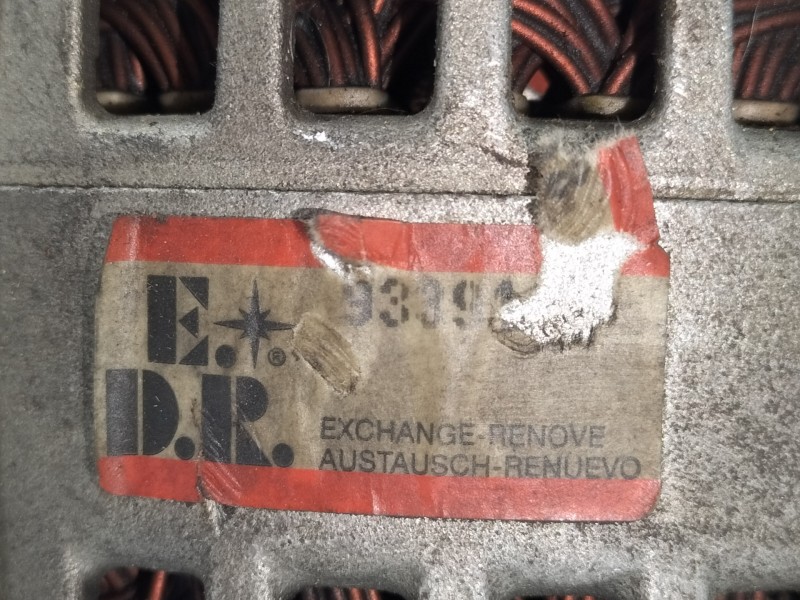 E.
®
D.R.
EXCHANGE-RENOVE
AUSTAUSCH-RENUEVO